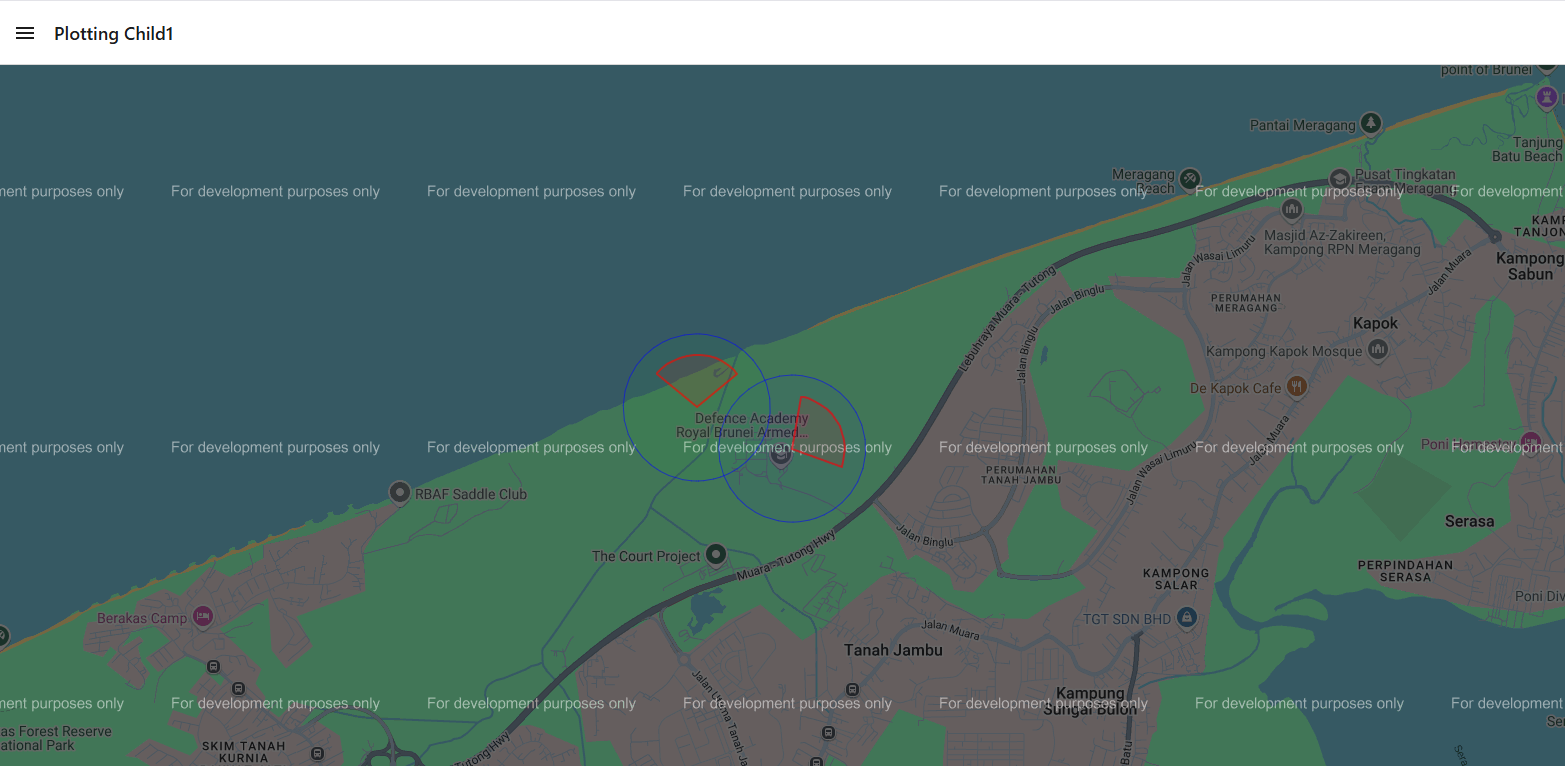 Plotting Child1
point of Brunei
Pantai Meragang
Tanjung
Batu Beach
Meragang
Beach
Pusat Tingkatan
Enam Meragang
ment purposes only
For development purposes only
For development purposes only
For development purposes only
For development purposes only
For development purposes only
For development
Masjid Az-Zakireen,
Kampong RPN Meragang
KAMP
TANJON
Jalan Wasai Limuru
Kampong
Sabun
Jalan Muara
Lebuhraya Muara - Tutong
Jalan Binglu
PERUMAHAN
MERAGANG
Kapok
Jalan Binglu
Kampong Kapok Mosque
De Kapok Cafe
Defence Academy
Royal Brunei Armed...
Jalan Muara
ment purposes only
For development purposes only
For development purposes only
For development purposes only
For development purposes only
For development purposes only
For development
Poni Homestay
PERUMAHAN
TANAH JAMBU
Jalan Wasai Limuru
RBAF Saddle Club
Serasa
Jalan Binglu
The Court Project
Muara - Tutong Hwy
KAMPONG
SALAR
PERPINDAHAN
SERASA
Poni Div
Berakas Camp
TGT SDN BHD
Jalan Muara
Tanah Jambu
Jalan Utama Tanah Ja
Kampung
Sungai Buloh
ment purposes only
For development purposes only
For development purposes only
For development purposes only
For development purposes only
For development purposes only
For development
Ser
as Forest Reserve
ational Park
SKIM TANAH
KURNIA
Tutong Hwy
Batu